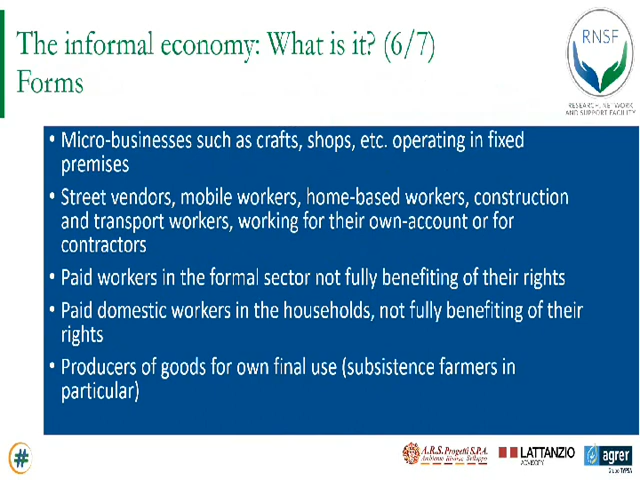 The informal economy: What is it? (6/7)
Forms
RNSF
RESEARCH, NETWORK
AND SUPPORT FACILITY
• Micro-businesses such as crafts, shops, etc. operating in fixed
premises
• Street vendors, mobile workers, home-based workers, construction
and transport workers, working for their own-account or for
contractors
• Paid workers in the formal sector not fully benefiting of their rights
• Paid domestic workers in the households, not fully benefiting of their
rights
• Producers of goods for own final use (subsistence farmers in
particular)
#
A.R.S. Progetti S.P.A.
Ambiente Risorse Sviluppo
LATTANZIO
ADVISORY
agrer